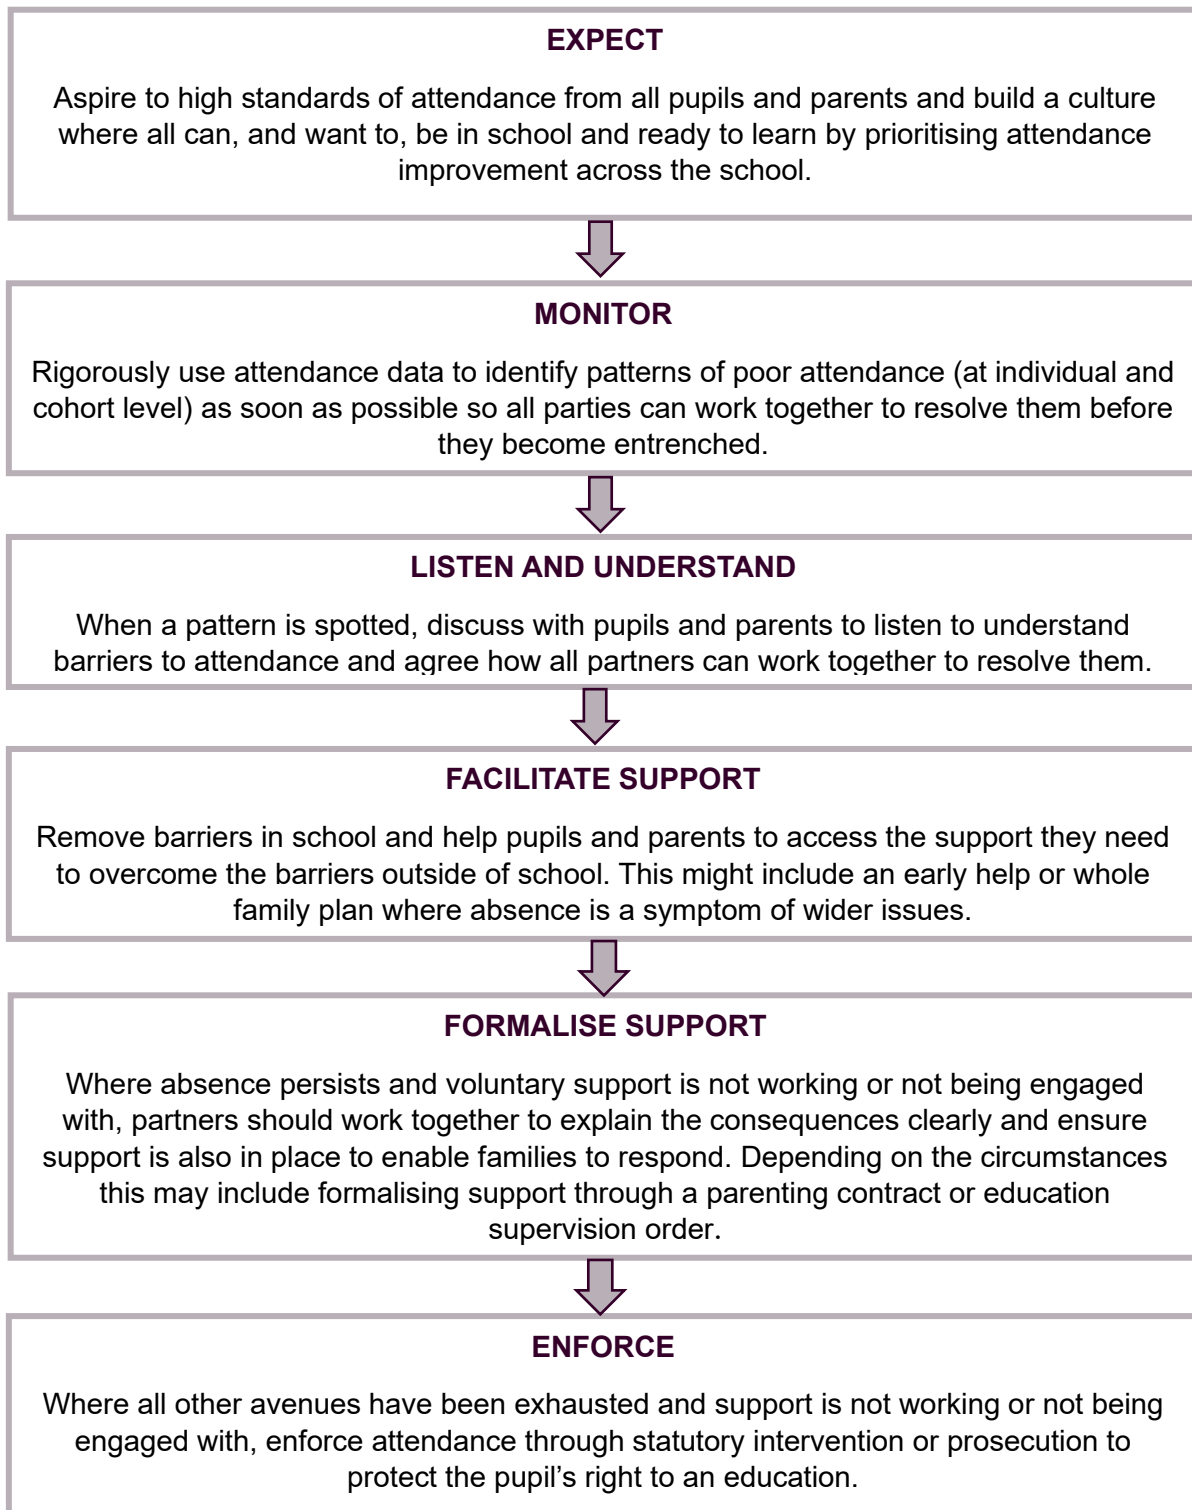 EXPECT
Aspire to high standards of attendance from all pupils and parents and build a culture
where all can, and want to, be in school and ready to learn by prioritising attendance
improvement across the school.
MONITOR
Rigorously use attendance data to identify patterns of poor attendance (at individual and
cohort level) as soon as possible so all parties can work together to resolve them before
they become entrenched.
LISTEN AND UNDERSTAND
When a pattern is spotted, discuss with pupils and parents to listen to understand
barriers to attendance and agree how all partners can work together to resolve them.
FACILITATE SUPPORT
Remove barriers in school and help pupils and parents to access the support they need
to overcome the barriers outside of school. This might include an early help or whole
family plan where absence is a symptom of wider issues.
FORMALISE SUPPORT
Where absence persists and voluntary support is not working or not being engaged
with, partners should work together to explain the consequences clearly and ensure
support is also in place to enable families to respond. Depending on the circumstances
this may include formalising support through a parenting contract or education
supervision order.
ENFORCE
Where all other avenues have been exhausted and support is not working or not being
engaged with, enforce attendance through statutory intervention or prosecution to
protect the pupil’s right to an education.